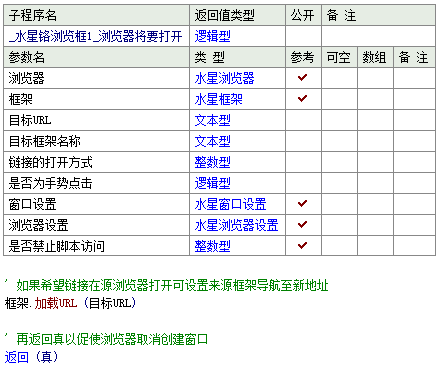 子程序名 返回值类型 公开 备 注
_水星铬浏览框1_浏览器将要打开 逻辑型
参数名 类 型 参考 可空 数组 备 注
浏览器 水星浏览器 ✓
框架 水星框架 ✓
目标URL 文本型
目标框架名称 文本型
链接的打开方式 整数型
是否为手势点击 逻辑型
窗口设置 水星窗口设置 ✓
浏览器设置 水星浏览器设置 ✓
是否禁止脚本访问 整数型 ✓
' 如果希望链接在源浏览器打开可设置来源框架导航至新地址
框架.加载URL (目标URL)
' 再返回真以促使浏览器取消创建窗口
返回 (真)